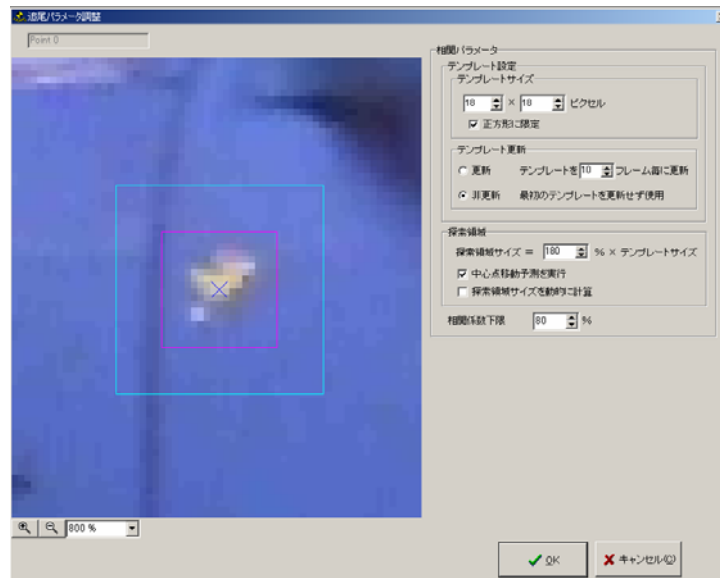 追尾パラメータ調整
Point 0
相関パラメータ
テンプレート設定
テンプレートサイズ
18 × 18 ピクセル
正方形に限定
テンプレート更新
更新 テンプレートを 10 フレーム毎に更新
非更新 最初のテンプレートを更新せず使用
探索領域
探索領域サイズ = 180 % × テンプレートサイズ
中心点移動予測を実行
探索領域サイズを動的に計算
相関係数下限 80 %
800 %
OK キャンセル(C)